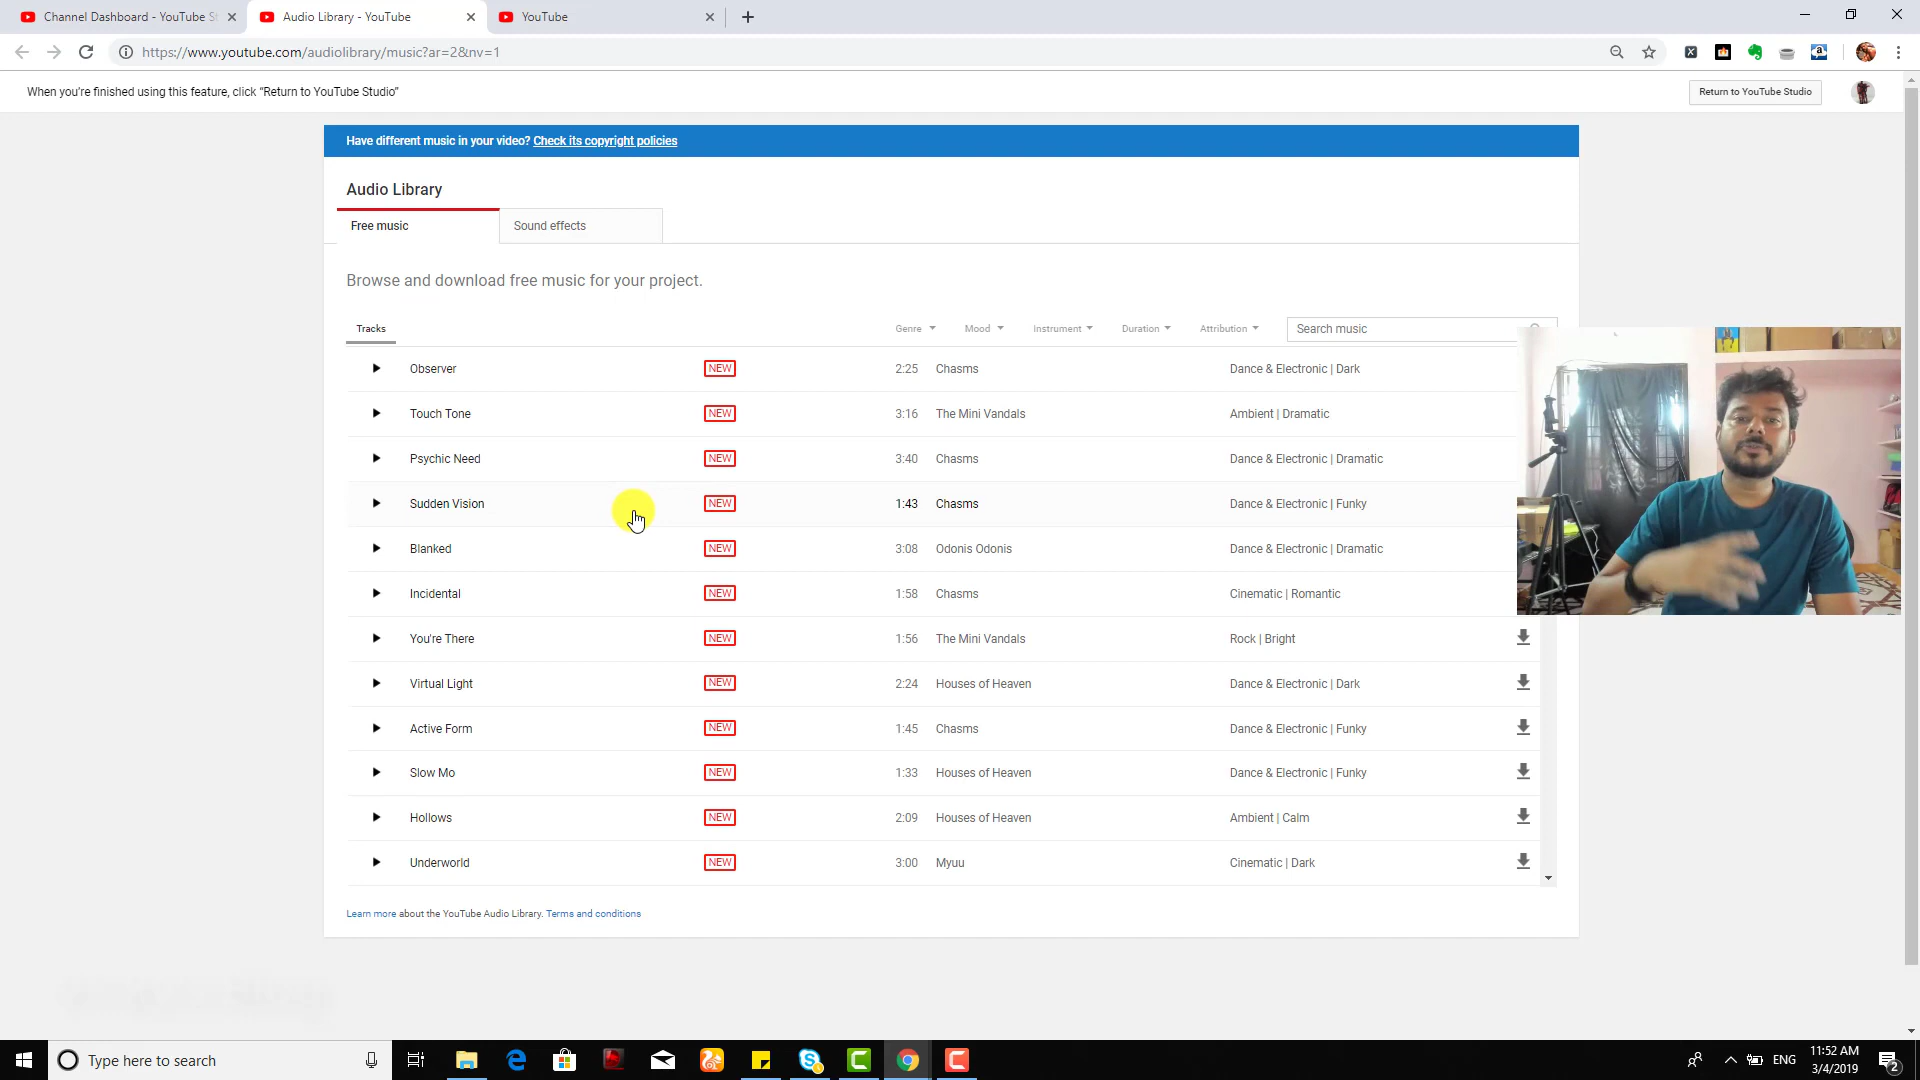 Channel Dashboard - YouTube St
Audio Library - YouTube
YouTube
https://www.youtube.com/audiolibrary/music?ar=2&nv=1
When you're finished using this feature, click "Return to YouTube Studio"
Return to YouTube Studio
Have different music in your video? Check its copyright policies
Audio Library
Free music
Sound effects
Browse and download free music for your project.
Tracks Genre Mood Instrument Duration Attribution Search music
Observer NEW 2:25 Chasms Dance & Electronic | Dark
Touch Tone NEW 3:16 The Mini Vandals Ambient | Dramatic
Psychic Need NEW 3:40 Chasms Dance & Electronic | Dramatic
Sudden Vision NEW 1:43 Chasms Dance & Electronic | Funky
Blanked NEW 3:08 Odonis Odonis Dance & Electronic | Dramatic
Incidental NEW 1:58 Chasms Cinematic | Romantic
You're There NEW 1:56 The Mini Vandals Rock | Bright
Virtual Light NEW 2:24 Houses of Heaven Dance & Electronic | Dark
Active Form NEW 1:45 Chasms Dance & Electronic | Funky
Slow Mo NEW 1:33 Houses of Heaven Dance & Electronic | Funky
Hollows NEW 2:09 Houses of Heaven Ambient | Calm
Underworld NEW 3:00 Myuu Cinematic | Dark
Learn more about the YouTube Audio Library. Terms and conditions
Type here to search
ENG
11:52 AM
3/4/2019
2